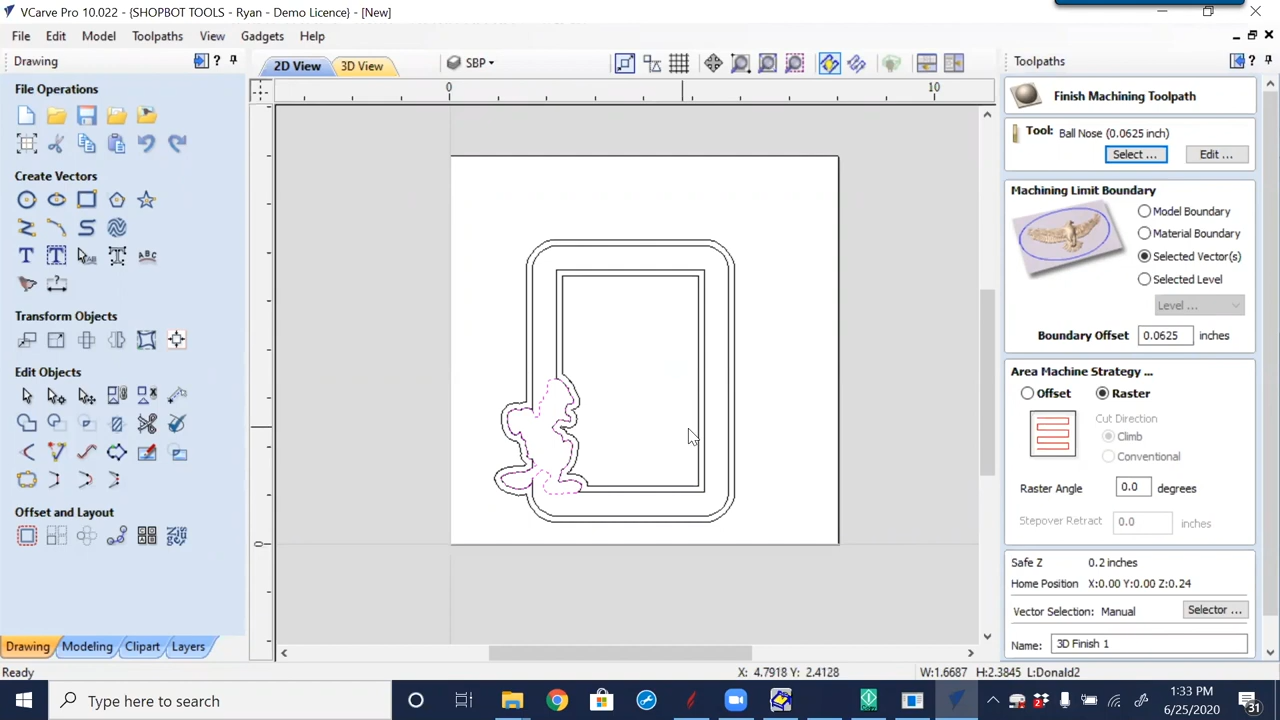 VCarve Pro 10.022 - {SHOPBOT TOOLS - Ryan - Demo Licence} - [New]
File Edit Model Toolpaths View Gadgets Help
Drawing
File Operations
Create Vectors
Transform Objects
Edit Objects
Offset and Layout
Drawing Modeling Clipart Layers
2D View 3D View
SBP
0 10
0
Toolpaths
Finish Machining Toolpath
Tool: Ball Nose (0.0625 inch)
Select ... Edit ...
Machining Limit Boundary
Model Boundary
Material Boundary
Selected Vector(s)
Selected Level
Level ...
Boundary Offset 0.0625 inches
Area Machine Strategy ...
Offset Raster
Cut Direction
Climb
Conventional
Raster Angle 0.0 degrees
Stepover Retract 0.0 inches
Safe Z 0.2 inches
Home Position X:0.00 Y:0.00 Z:0.24
Vector Selection: Manual Selector ...
Name: 3D Finish 1
Ready X: 4.7918 Y: 2.4128 W:1.6687 H:2.3845 L:Donald2
Type here to search
1:33 PM
6/25/2020
31